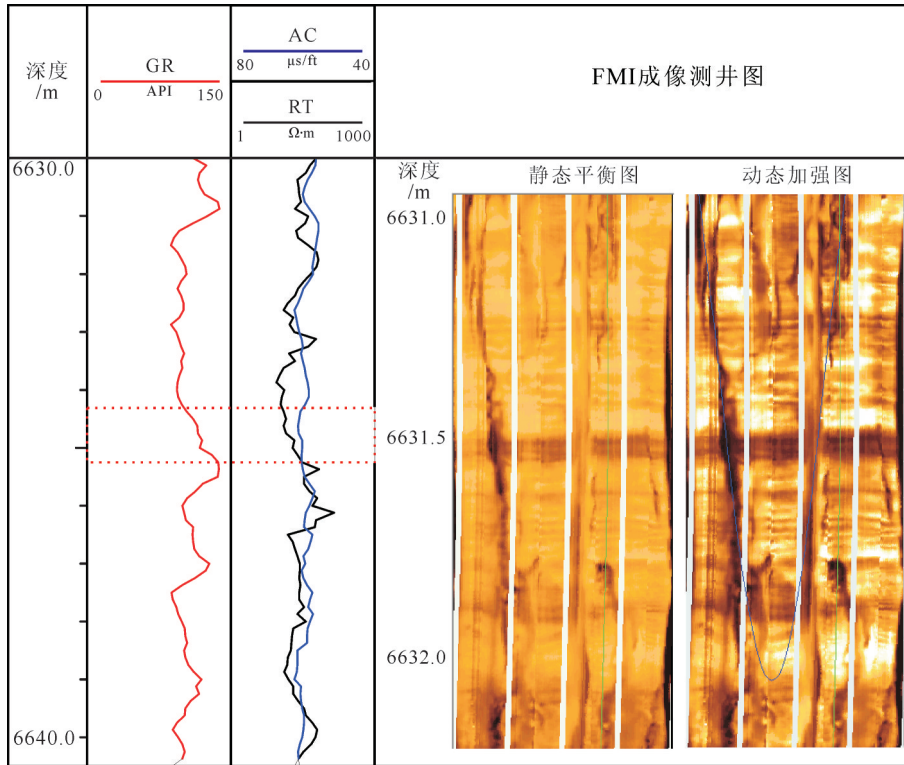 深度
/m
GR
0 API 150
AC
80 μs/ft 40
RT
1 Ω·m 1000
FMI成像测井图
6630.0
6640.0
深度
/m
静态平衡图
动态加强图
6631.0
6631.5
6632.0